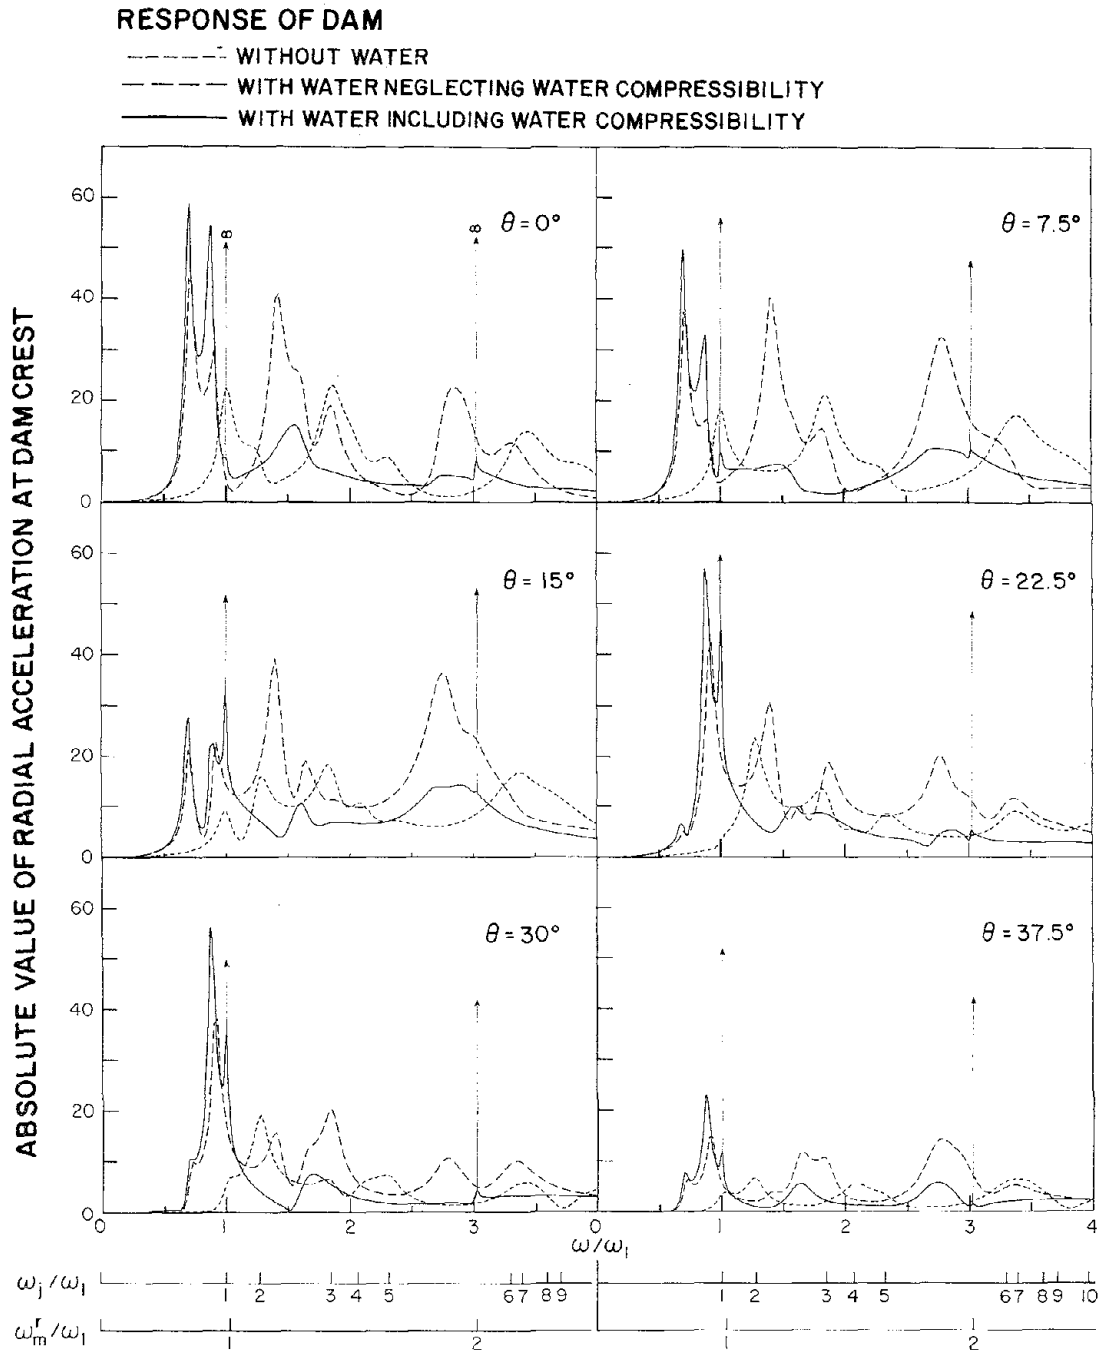 RESPONSE OF DAM
WITHOUT WATER
WITH WATER NEGLECTING WATER COMPRESSIBILITY
WITH WATER INCLUDING WATER COMPRESSIBILITY
ABSOLUTE VALUE OF RADIAL ACCELERATION AT DAM CREST
60
40
20
0
∞
∞
θ = 0°
θ = 7.5°
60
40
20
0
θ = 15°
θ = 22.5°
60
40
20
0
θ = 30°
θ = 37.5°
0 1 2 3 0 1 2 3 4
ω/ω₁
ωⱼ/ω₁ 1 2 3 4 5 6 7 8 9 1 2 3 4 5 6 7 8 9 10
ωᵐʳ/ω₁ 1 2 1 2